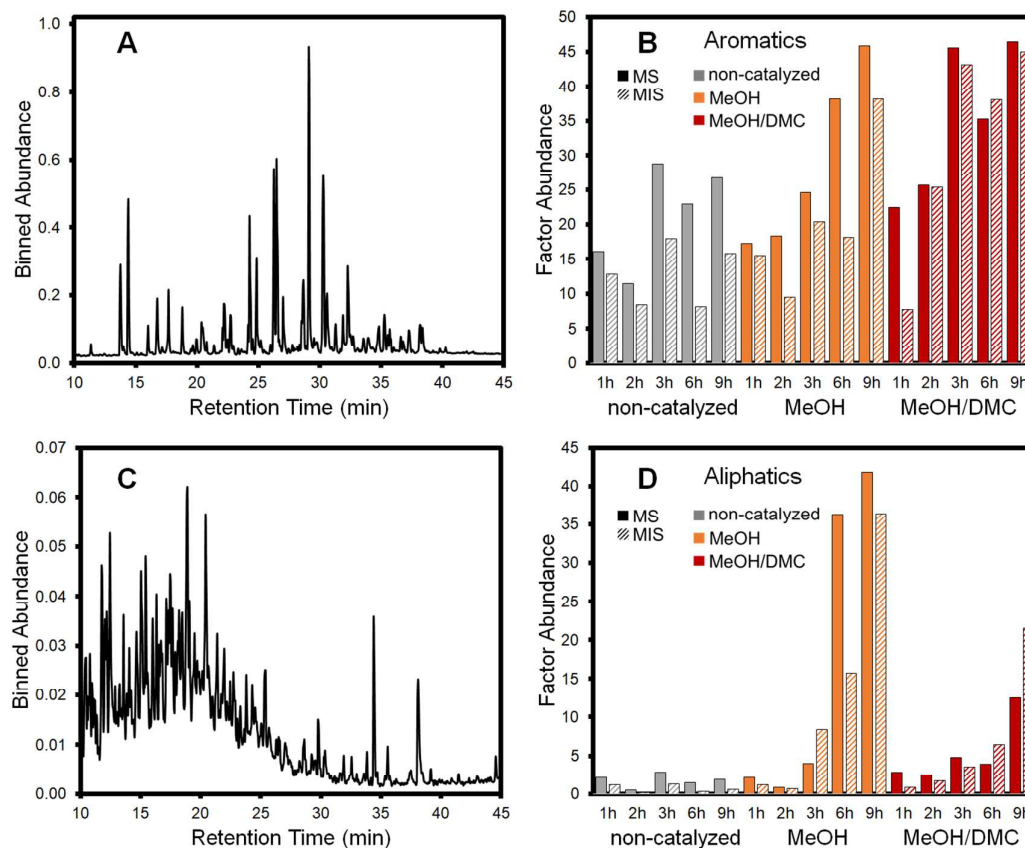 A
Binned Abundance
1.0
0.8
0.6
0.4
0.2
0.0
10 15 20 25 30 35 40 45
Retention Time (min)
B Aromatics
MS
MIS
non-catalyzed
MeOH
MeOH/DMC
Factor Abundance
50
45
40
35
30
25
20
15
10
5
0
1h 2h 3h 6h 9h 1h 2h 3h 6h 9h 1h 2h 3h 6h 9h
non-catalyzed MeOH MeOH/DMC
C
Binned Abundance
0.07
0.06
0.05
0.04
0.03
0.02
0.01
0.00
10 15 20 25 30 35 40 45
Retention Time (min)
D Aliphatics
MS
MIS
non-catalyzed
MeOH
MeOH/DMC
Factor Abundance
45
40
35
30
25
20
15
10
5
0
1h 2h 3h 6h 9h 1h 2h 3h 6h 9h 1h 2h 3h 6h 9h
non-catalyzed MeOH MeOH/DMC